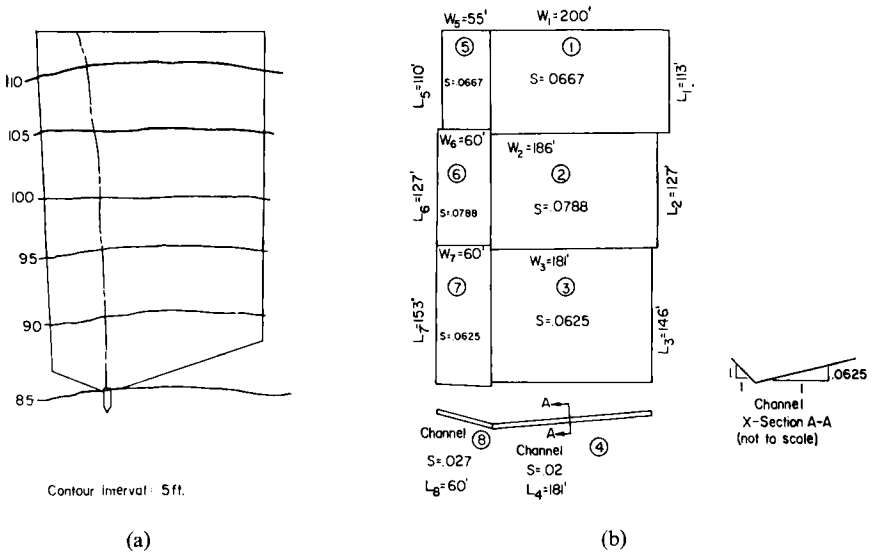 110
105
100
95
90
85
Contour interval: 5ft.
(a)
W5=55'
W1=200'
5
1
S=.0667
S=.0667
L5=110'
L1=113'
W6=60'
W2=186'
6
2
S=.0788
S=.0788
L6=127'
L2=127'
W7=60'
W3=181'
7
3
S=.0625
S=.0625
L7=153'
L3=146'
A
A
Channel
8
S=.027
L8=60'
Channel
4
S=.02
L4=181'
1
1
1
.0625
Channel
X-Section A-A
(not to scale)
(b)